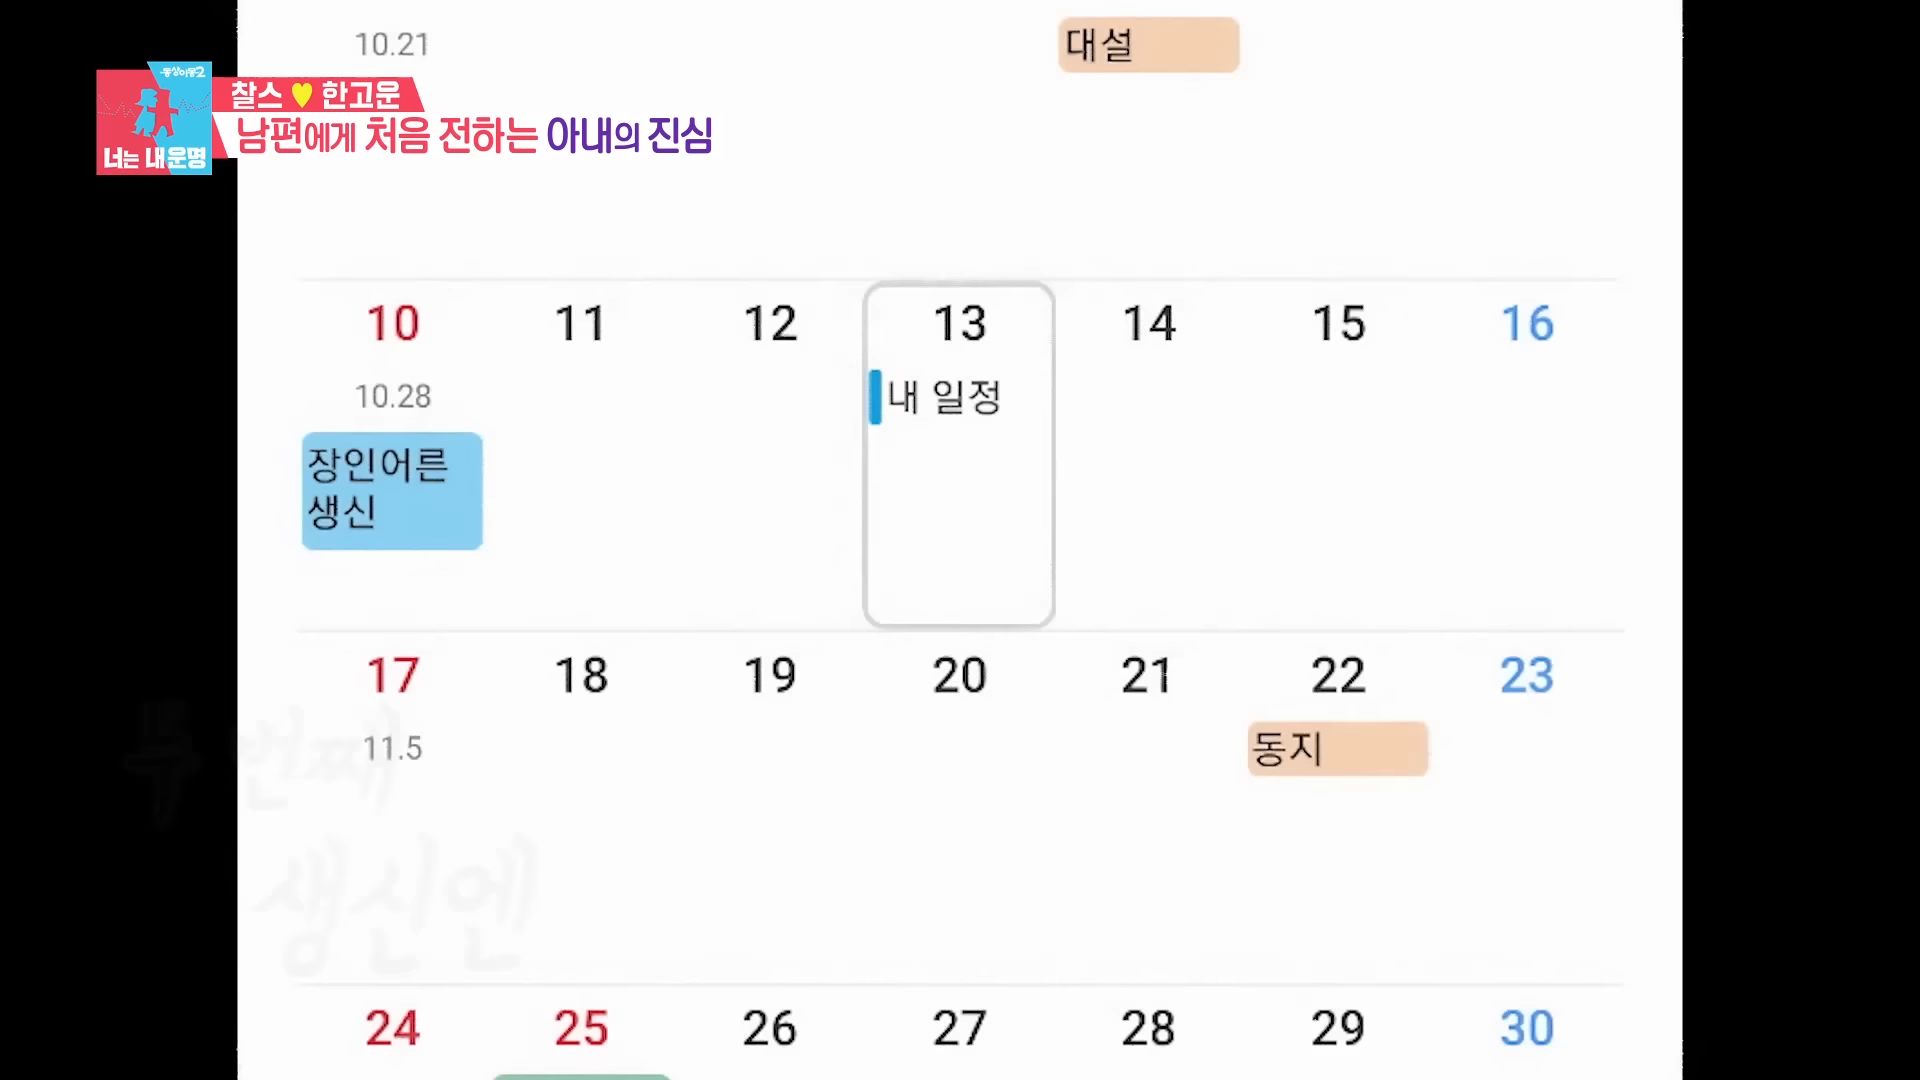 10.21
대설
동상이몽2
너는 내 운명
찰스 ♥ 한고운
남편에게 처음 전하는 아내의 진심
10 11 12 13 14 15 16
10.28
내 일정
장인어른
생신
17 18 19 20 21 22 23
11.5
동지
두 번째
생신엔
24 25 26 27 28 29 30